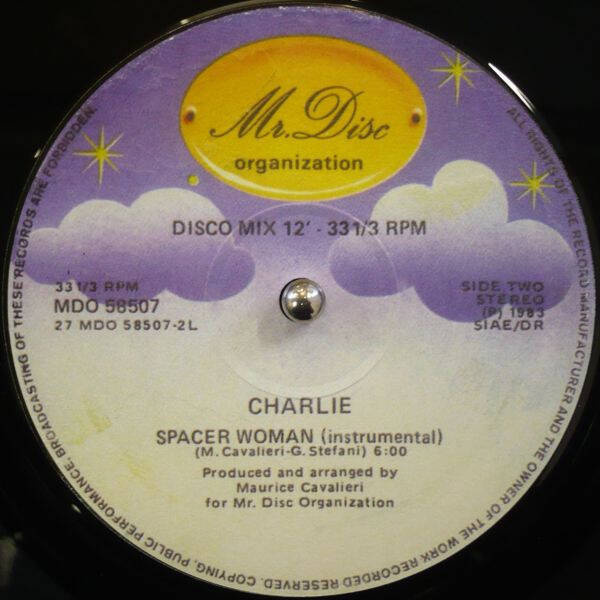 Mr. Disc
organization
DISCO MIX 12' - 33 1/3 RPM
33 1/3 RPM
MDO 58507
27 MDO 58507-2L
SIDE TWO
STEREO
(P) 1983
SIAE/DR
CHARLIE
SPACER WOMAN (instrumental)
(M. Cavalieri-G. Stefani) 6:00
Produced and arranged by
Maurice Cavalieri
for Mr. Disc Organization
ALL RIGHTS OF THE RECORD MANUFACTURER AND THE OWNER OF THE WORK RECORDED RESERVED. COPYING, PUBLIC PERFORMANCE, BROADCASTING OF THESE RECORDS ARE FORBIDDEN.